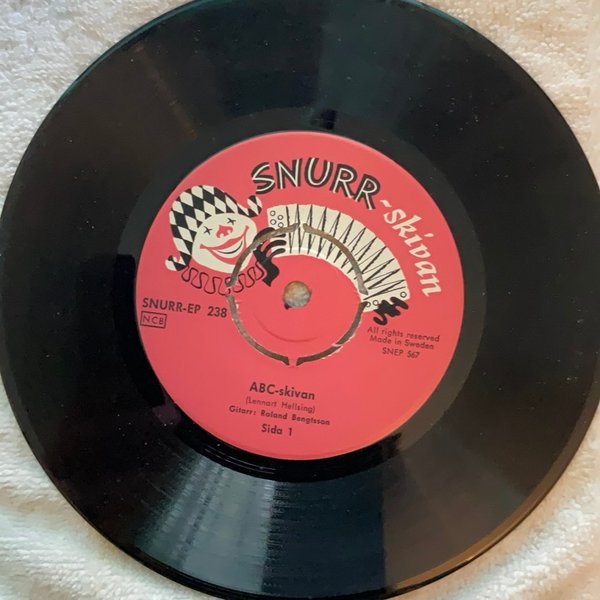 SNURR-skivan
SNURR-EP 238
NCB
All rights reserved
Made in Sweden
SNEP 567
ABC-skivan
(Lennart Hellsing)
Gitarr: Roland Bengtsson
Sida 1